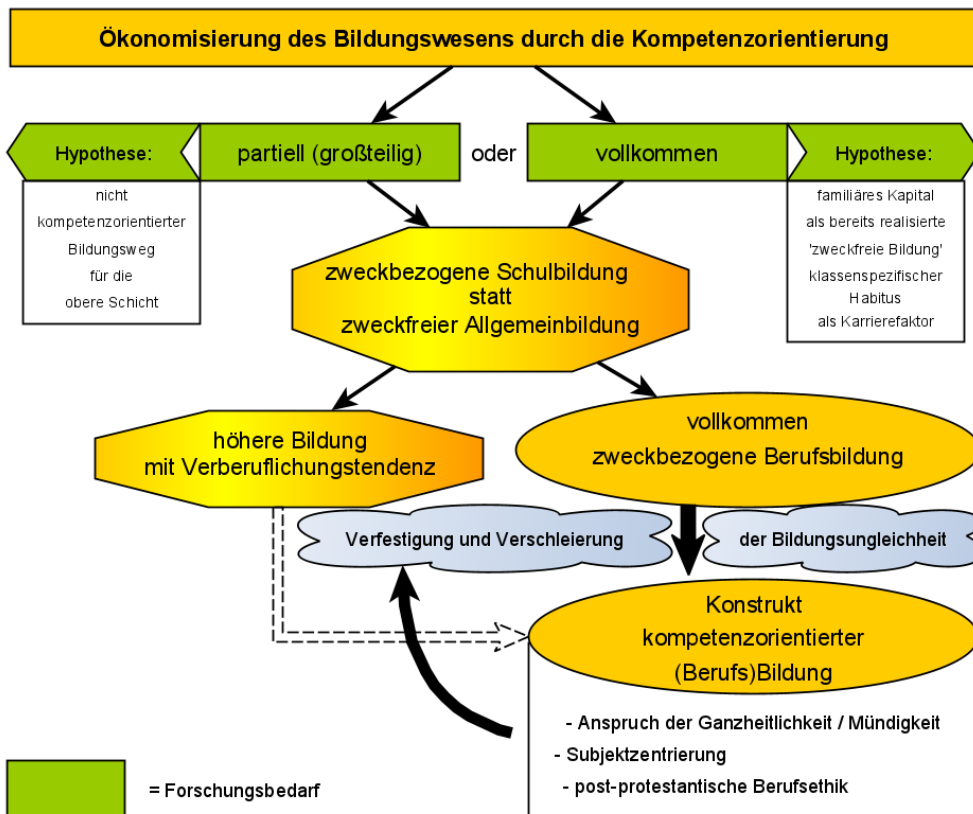 Ökonomisierung des Bildungswesens durch die Kompetenzorientierung
Hypothese:
partiell (großteilig)
oder
vollkommen
Hypothese:
nicht
kompetenzorientierter
Bildungsweg
für die
obere Schicht
familiäres Kapital
als bereits realisierte
'zweckfreie Bildung'
klassenspezifischer
Habitus
als Karrierefaktor
zweckbezogene Schulbildung
statt
zweckfreier Allgemeinbildung
höhere Bildung
mit Verberuflichungstendenz
vollkommen
zweckbezogene Berufsbildung
Verfestigung und Verschleierung
der Bildungsungleichheit
Konstrukt
kompetenzorientierter
(Berufs)Bildung
- Anspruch der Ganzheitlichkeit / Mündigkeit
- Subjektzentrierung
- post-protestantische Berufsethik
= Forschungsbedarf